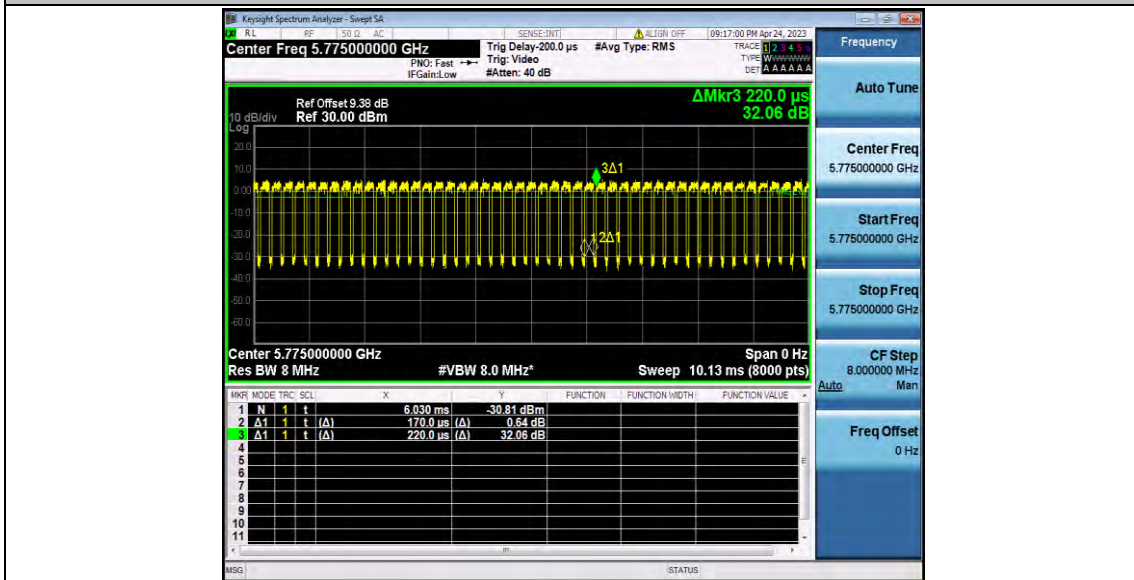 Keysight Spectrum Analyzer - Swept SA
RL RF 50 Ω AC SENSE:INT ALIGN OFF 09:17:00 PM Apr 24, 2023
Center Freq 5.775000000 GHz
PNO: Fast
IFGain:Low
Trig Delay-200.0 µs
Trig: Video
#Atten: 40 dB
#Avg Type: RMS
TRACE 1 2 3 4 5 6
TYPE W
DET A A A A A A
ΔMkr3 220.0 µs
32.06 dB
Ref Offset 9.38 dB
10 dB/div Ref 30.00 dBm
Log
20.0
10.0
0.00
-10.0
-20.0
-30.0
-40.0
-50.0
-60.0
3Δ1
1 2Δ1
Center 5.775000000 GHz Span 0 Hz
Res BW 8 MHz #VBW 8.0 MHz* Sweep 10.13 ms (8000 pts)
MKR MODE TRC SCL X Y FUNCTION FUNCTION WIDTH FUNCTION VALUE
1 N 1 t 6.030 ms -30.81 dBm
2 Δ1 1 t (Δ) 170.0 µs (Δ) 0.64 dB
3 Δ1 1 t (Δ) 220.0 µs (Δ) 32.06 dB
4
5
6
7
8
9
10
11
MSG STATUS
Frequency
Auto Tune
Center Freq
5.775000000 GHz
Start Freq
5.775000000 GHz
Stop Freq
5.775000000 GHz
CF Step
8.000000 MHz
Auto Man
Freq Offset
0 Hz